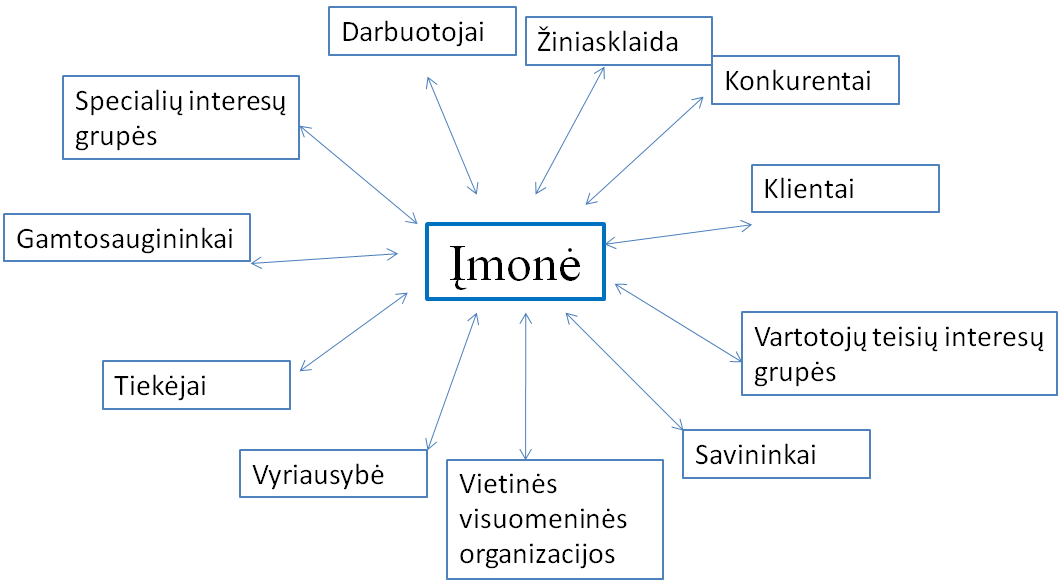 Darbuotojai
Žiniasklaida
Konkurentai
Specialių interesų
grupės
Klientai
Gamtosaugininkai
Įmonė
Vartotojų teisių interesų
grupės
Tiekėjai
Savininkai
Vyriausybė
Vietinės
visuomeninės
organizacijos